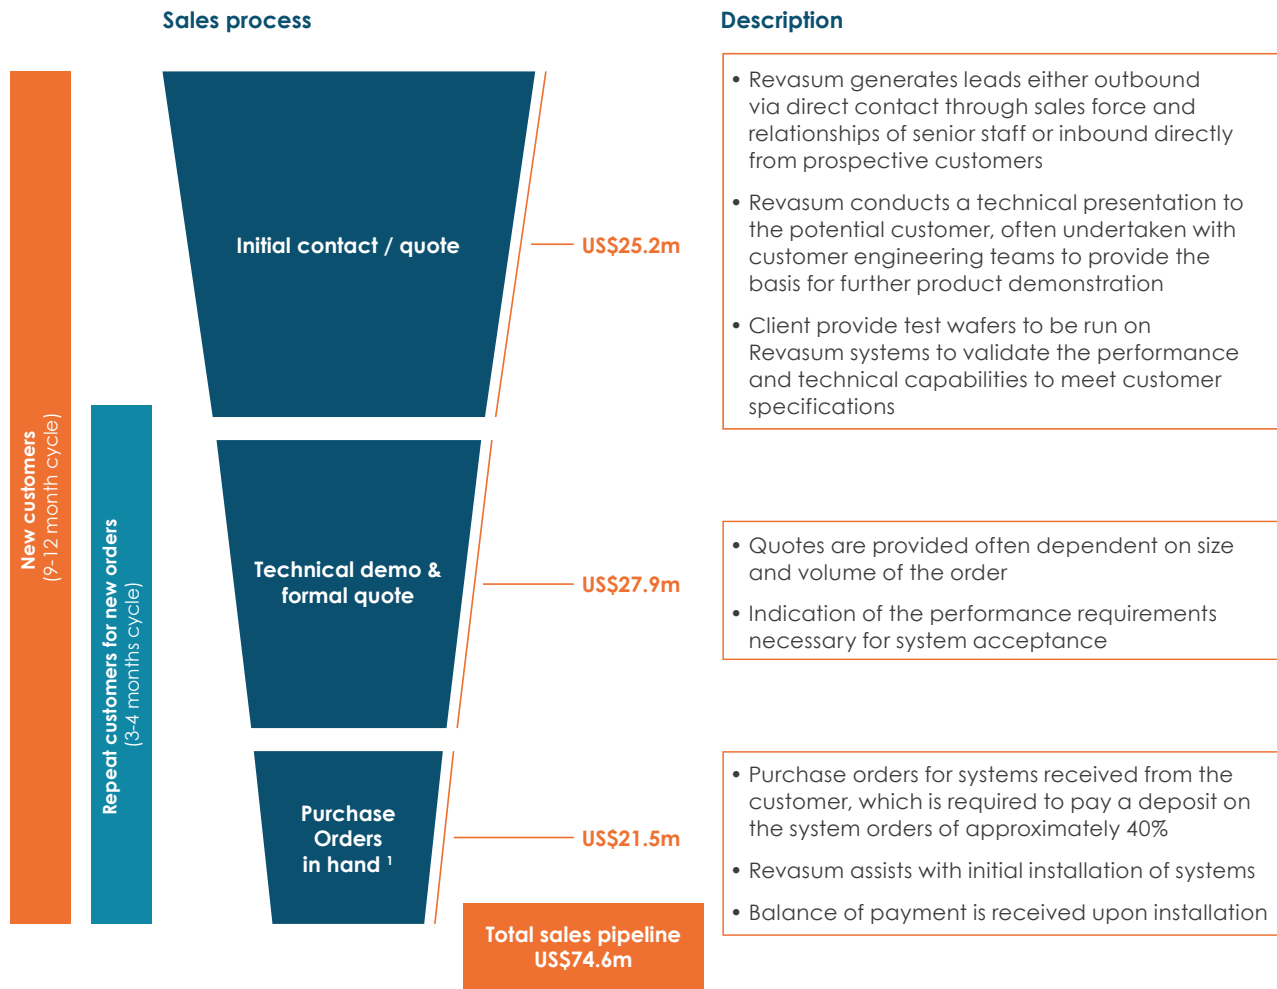 Sales process
Description
New customers
(9-12 month cycle)
Repeat customers for new orders
(3-4 months cycle)
Initial contact / quote
US$25.2m
• Revasum generates leads either outbound
via direct contact through sales force and
relationships of senior staff or inbound directly
from prospective customers
• Revasum conducts a technical presentation to
the potential customer, often undertaken with
customer engineering teams to provide the
basis for further product demonstration
• Client provide test wafers to be run on
Revasum systems to validate the performance
and technical capabilities to meet customer
specifications
Technical demo &
formal quote
US$27.9m
• Quotes are provided often dependent on size
and volume of the order
• Indication of the performance requirements
necessary for system acceptance
Purchase
Orders
in hand ¹
US$21.5m
• Purchase orders for systems received from the
customer, which is required to pay a deposit on
the system orders of approximately 40%
• Revasum assists with initial installation of systems
• Balance of payment is received upon installation
Total sales pipeline
US$74.6m